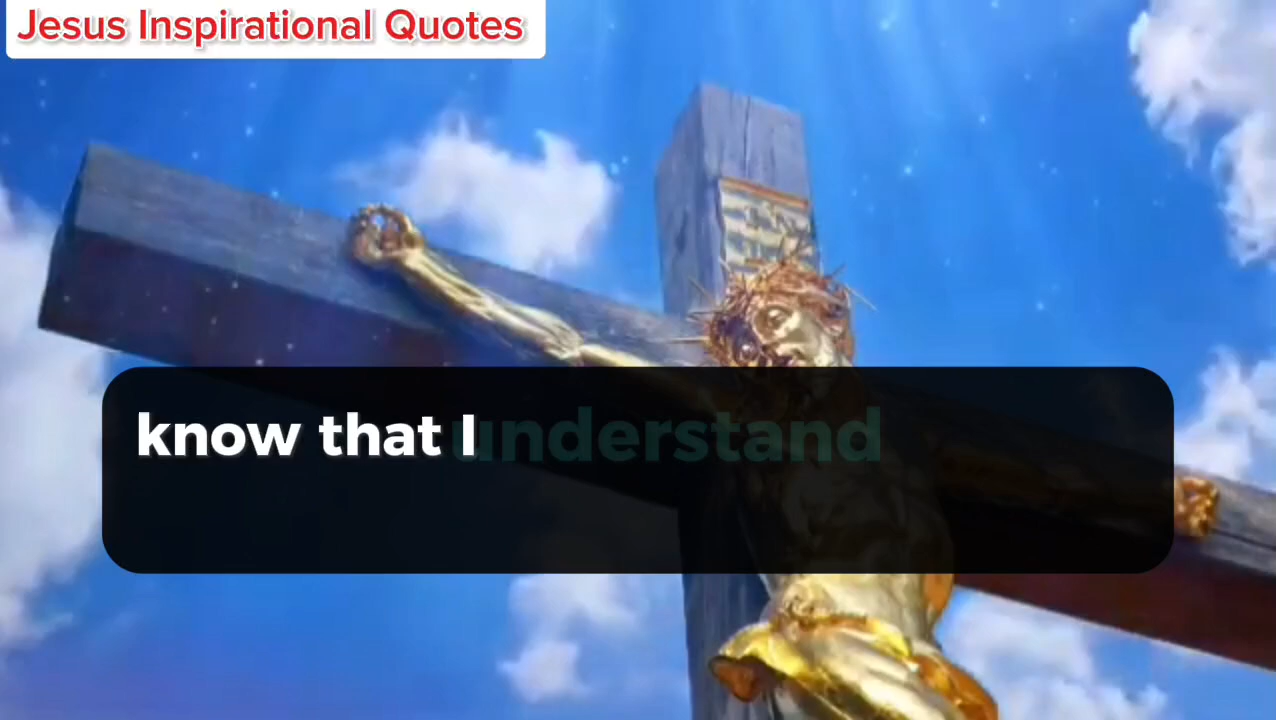 Jesus Inspirational Quotes
know that I understand